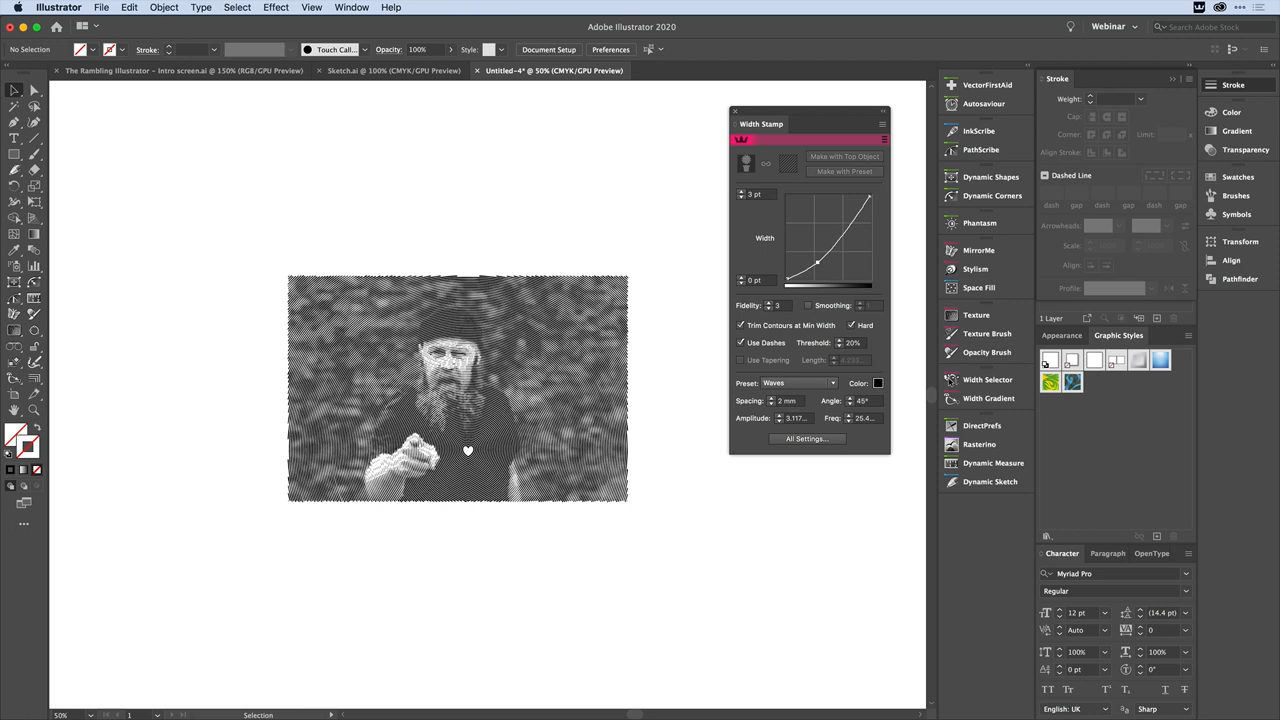 Illustrator File Edit Object Type Select Effect View Window Help
Adobe Illustrator 2020
Webinar
Search Adobe Stock
No Selection Stroke: Touch Call... Opacity: 100% Style: Document Setup Preferences
The Rambling Illustrator - Intro screen.ai @ 150% (RGB/GPU Preview)
Sketch.ai @ 100% (CMYK/GPU Preview)
Untitled-4* @ 50% (CMYK/GPU Preview)
Width Stamp
Make with Top Object
Make with Preset
3 pt
Width
0 pt
Fidelity: 3 Smoothing: 1
Trim Contours at Min Width Hard
Use Dashes Threshold: 20%
Use Tapering Length:
Preset: Waves Color:
Spacing: 2 mm Angle: 45°
Amplitude: 3.117... Freq: 25.4...
All Settings...
VectorFirstAid
Autosaviour
InkScribe
PathScribe
Dynamic Shapes
Dynamic Corners
Phantasm
MirrorMe
Stylism
Space Fill
Texture
Texture Brush
Opacity Brush
Width Selector
Width Gradient
DirectPrefs
Rasterino
Dynamic Measure
Dynamic Sketch
Stroke
Weight:
Cap:
Corner: Limit:
Align Stroke:
Dashed Line
dash gap dash gap dash gap
Arrowheads:
Scale: 100% 100%
Align:
Profile:
1 Layer
Appearance Graphic Styles
Character Paragraph OpenType
Myriad Pro
Regular
12 pt (14.4 pt)
Auto 0
100% 100%
0 pt 0°
English: UK Sharp
Stroke
Color
Gradient
Transparency
Swatches
Brushes
Symbols
Transform
Align
Pathfinder
50% 1 Selection